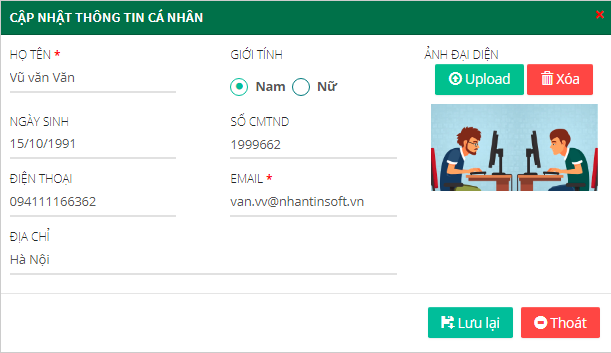 CẬP NHẬT THÔNG TIN CÁ NHÂN
HỌ TÊN *
Vũ văn Văn
GIỚI TÍNH
Nam Nữ
ẢNH ĐẠI DIỆN
Upload Xóa
NGÀY SINH
15/10/1991
SỐ CMTND
1999662
ĐIỆN THOẠI
094111166362
EMAIL *
van.vv@nhantinsoft.vn
ĐỊA CHỈ
Hà Nội
Lưu lại Thoát